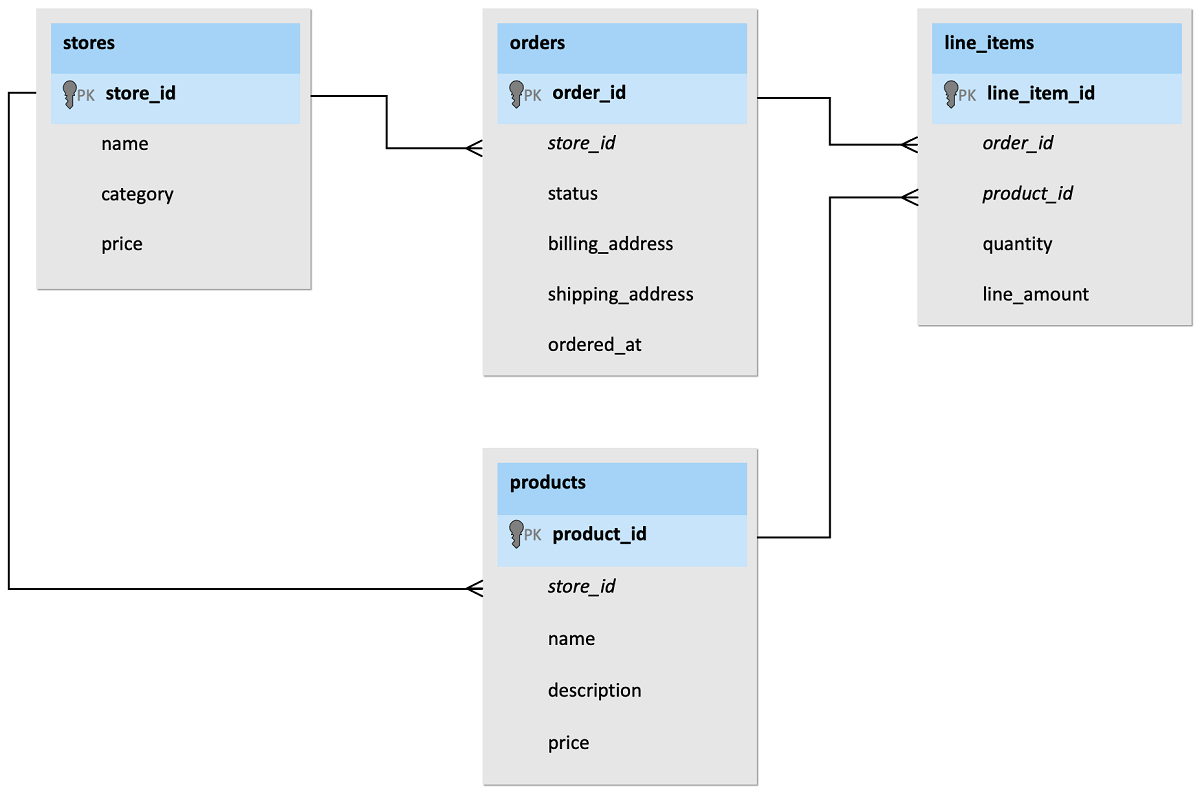 stores
PK store_id
name
category
price
orders
PK order_id
store_id
status
billing_address
shipping_address
ordered_at
line_items
PK line_item_id
order_id
product_id
quantity
line_amount
products
PK product_id
store_id
name
description
price